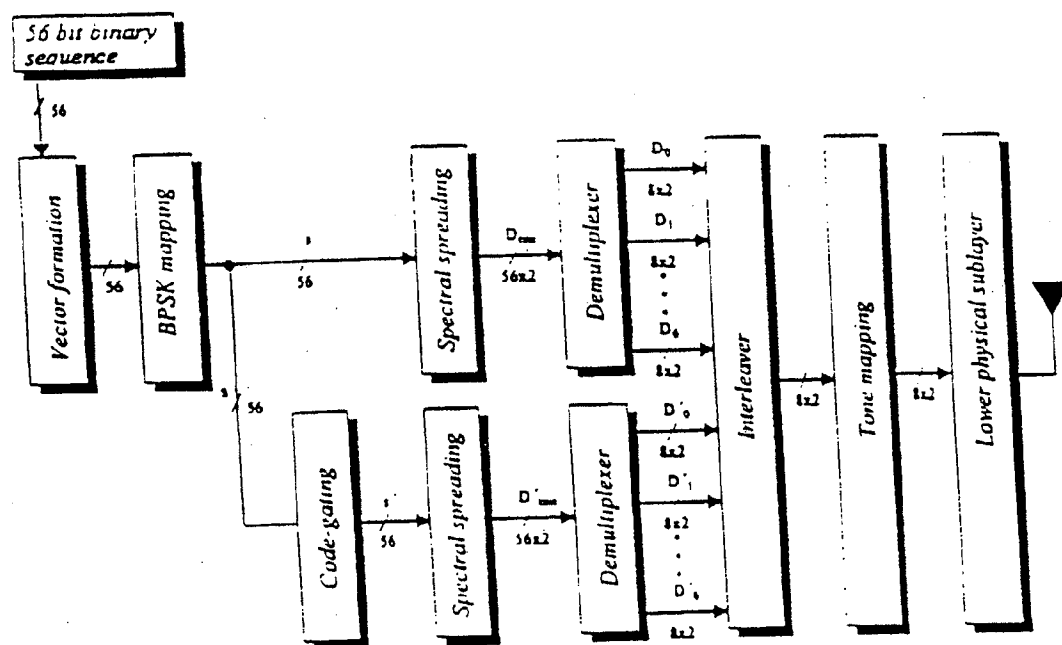 56 bit binary
sequence
56
Vector formation
56
BPSK mapping
s
56
s
56
Spectral spreading
56x2
Demultiplexer
D₀
8x2
D₁
8x2
D₆
8x2
Code-gating
s'
56
Spectral spreading
56x2
Demultiplexer
D'₀
8x2
D'₁
8x2
8x2
Interleaver
8x2
Tone mapping
8x2
Lower physical sublayer